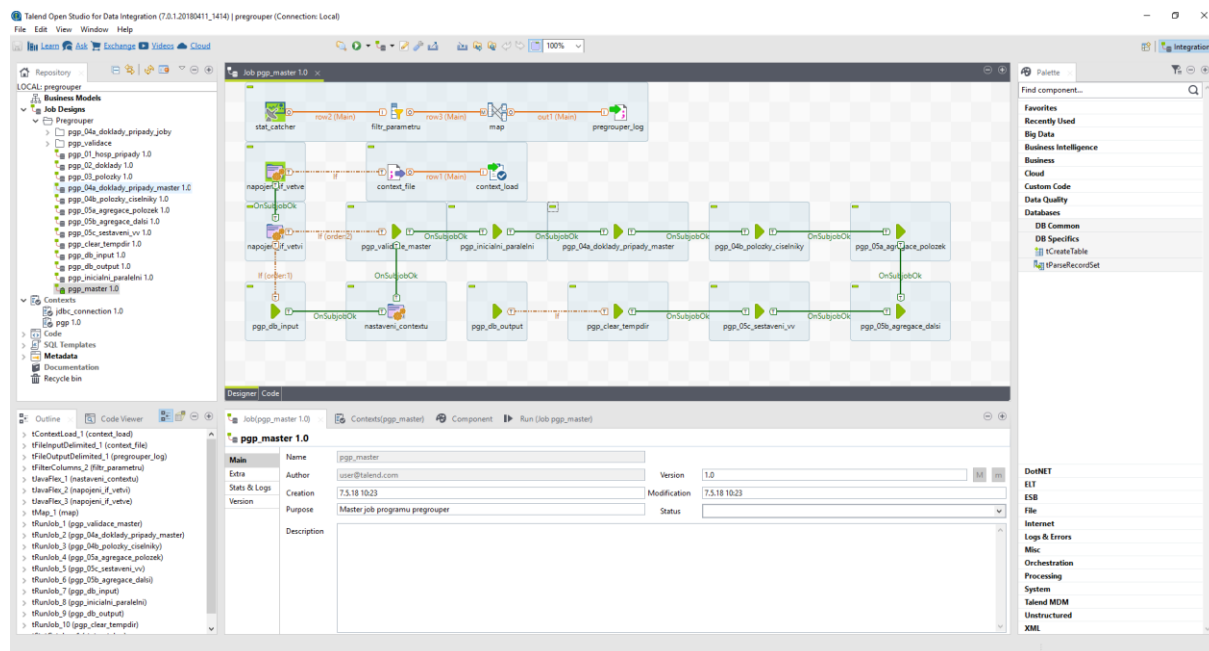 Talend Open Studio for Data Integration (7.0.1.20180411_1414) | pregrouper (Connection: Local)
File Edit View Window Help
Learn Ask Exchange Videos Cloud
100%
Integration
Repository
LOCAL: pregrouper
Business Models
Job Designs
Pregrouper
pgp_04a_doklady_pripady_joby
pgp_validace
pgp_01_hosp_pripady 1.0
pgp_02_doklady 1.0
pgp_03_polozky 1.0
pgp_04a_doklady_pripady_master 1.0
pgp_04b_polozky_ciselniky 1.0
pgp_05a_agregace_polozek 1.0
pgp_05b_agregace_dalsi 1.0
pgp_05c_sestaveni_vv 1.0
pgp_clear_tempdir 1.0
pgp_db_input 1.0
pgp_db_output 1.0
pgp_inicialni_paralelni 1.0
pgp_master 1.0
Contexts
jdbc_connection 1.0
pgp 1.0
Code
SQL Templates
Metadata
Documentation
Recycle bin
Job pgp_master 1.0
row2 (Main) row3 (Main) out1 (Main)
stat_catcher filtr_parametru map pregrouper_log
If row1 (Main)
napojeni_if_vetve context_file context_load
OnSubjobOk
If (order:2) OnSubjobOk OnSubjobOk OnSubjobOk OnSubjobOk
napojeni_if_vetvi pgp_validace_master pgp_inicialni_paralelni pgp_04a_doklady_pripady_master pgp_04b_polozky_ciselniky pgp_05a_agregace_polozek
If (order:1) OnSubjobOk OnSubjobOk
OnSubjobOk If OnSubjobOk OnSubjobOk
pgp_db_input nastaveni_contextu pgp_db_output pgp_clear_tempdir pgp_05c_sestaveni_vv pgp_05b_agregace_dalsi
Designer Code
Palette
Find component...
Favorites
Recently Used
Big Data
Business Intelligence
Business
Cloud
Custom Code
Data Quality
Databases
DB Common
DB Specifics
tCreateTable
tParseRecordSet
DotNET
ELT
ESB
File
Internet
Logs & Errors
Misc
Orchestration
Processing
System
Talend MDM
Unstructured
XML
Outline Code Viewer
tContextLoad_1 (context_load)
tFileInputDelimited_1 (context_file)
tFileOutputDelimited_1 (pregrouper_log)
tFilterColumns_2 (filtr_parametru)
tJavaFlex_1 (nastaveni_contextu)
tJavaFlex_2 (napojeni_if_vetvi)
tJavaFlex_3 (napojeni_if_vetve)
tMap_1 (map)
tRunJob_1 (pgp_validace_master)
tRunJob_2 (pgp_04a_doklady_pripady_master)
tRunJob_3 (pgp_04b_polozky_ciselniky)
tRunJob_4 (pgp_05a_agregace_polozek)
tRunJob_5 (pgp_05c_sestaveni_vv)
tRunJob_6 (pgp_05b_agregace_dalsi)
tRunJob_7 (pgp_db_input)
tRunJob_8 (pgp_inicialni_paralelni)
tRunJob_9 (pgp_db_output)
tRunJob_10 (pgp_clear_tempdir)
Job(pgp_master 1.0) Contexts(pgp_master) Component Run (Job pgp_master)
pgp_master 1.0
Main
Extra
Stats & Logs
Version
Name pgp_master
Author user@talend.com Version 1.0 M m
Creation 7.5.18 10:23 Modification 7.5.18 10:23
Purpose Master job programu pregrouper Status
Description